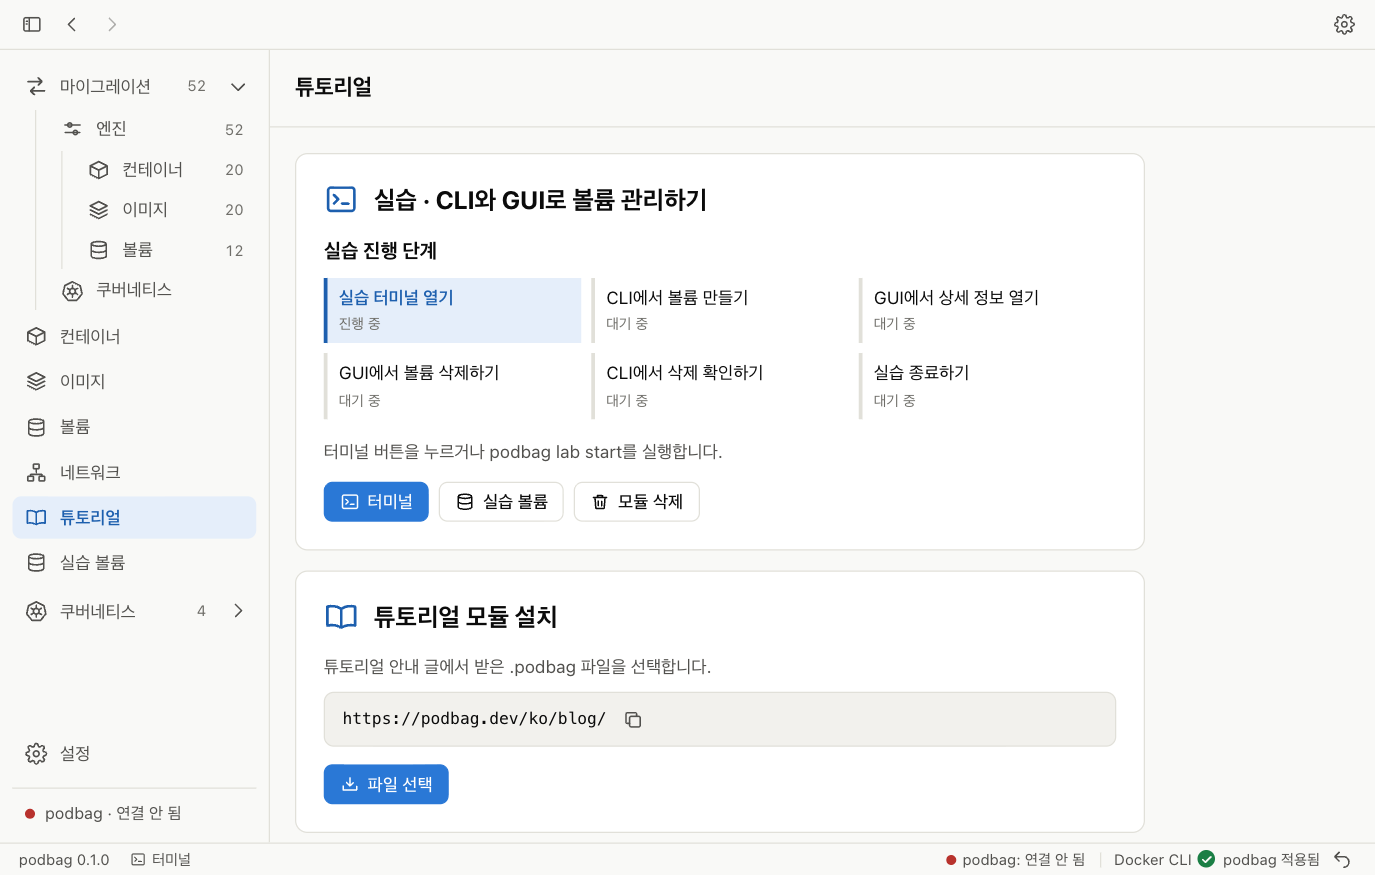 마이그레이션 52
엔진 52
컨테이너 20
이미지 20
볼륨 12
쿠버네티스
컨테이너
이미지
볼륨
네트워크
튜토리얼
실습 볼륨
쿠버네티스 4
설정
podbag · 연결 안 됨
튜토리얼
실습 · CLI와 GUI로 볼륨 관리하기
실습 진행 단계
실습 터미널 열기
진행 중
CLI에서 볼륨 만들기
대기 중
GUI에서 상세 정보 열기
대기 중
GUI에서 볼륨 삭제하기
대기 중
CLI에서 삭제 확인하기
대기 중
실습 종료하기
대기 중
터미널 버튼을 누르거나 podbag lab start를 실행합니다.
터미널 실습 볼륨 모듈 삭제
튜토리얼 모듈 설치
튜토리얼 안내 글에서 받은 .podbag 파일을 선택합니다.
https://podbag.dev/ko/blog/
파일 선택
podbag 0.1.0 터미널
podbag: 연결 안 됨 Docker CLI podbag 적용됨